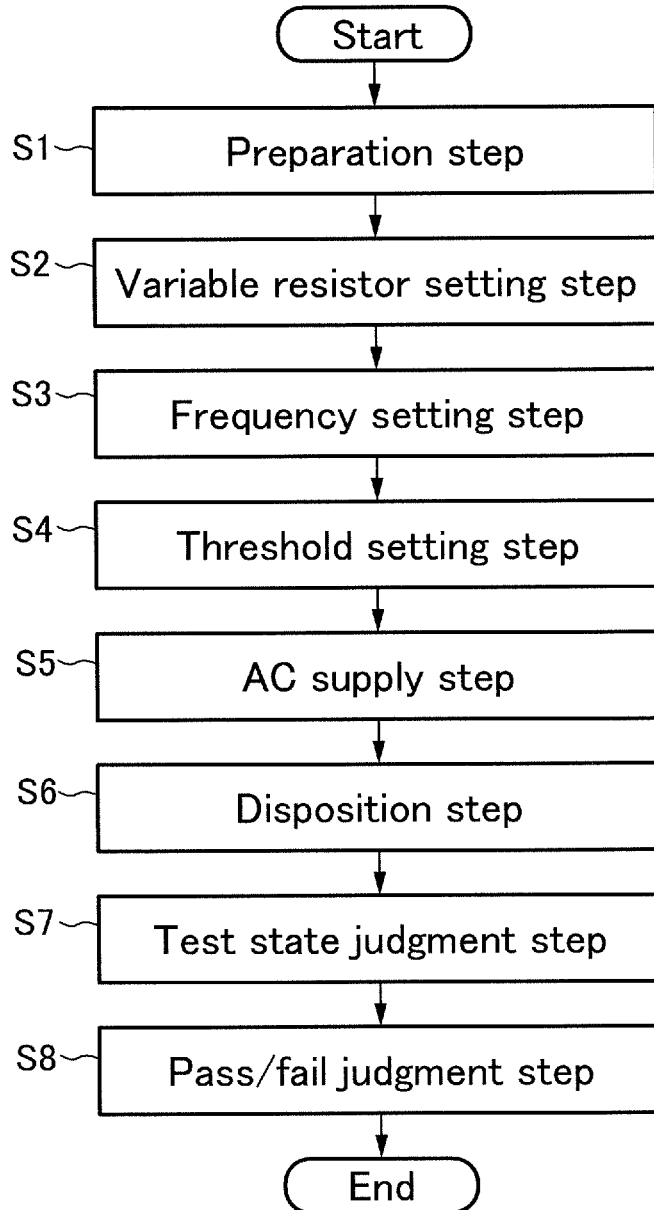 Start
S1 Preparation step
S2 Variable resistor setting step
S3 Frequency setting step
S4 Threshold setting step
S5 AC supply step
S6 Disposition step
S7 Test state judgment step
S8 Pass/fail judgment step
End